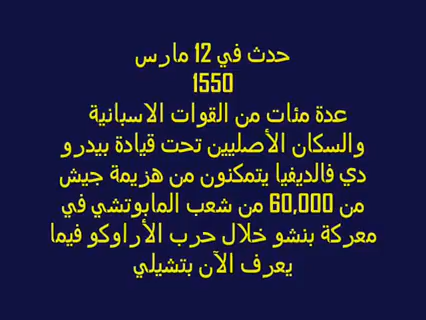 حدث في 12 مارس
1550
عدة مئات من القوات الاسبانية
والسكان الأصليين تحت قيادة بيدرو
دي فالديفيا يتمكنون من هزيمة جيش
من 60,000 من شعب المابوتشي في
معركة بنشو خلال حرب الأراوكو فيما
يعرف الآن بتشيلي